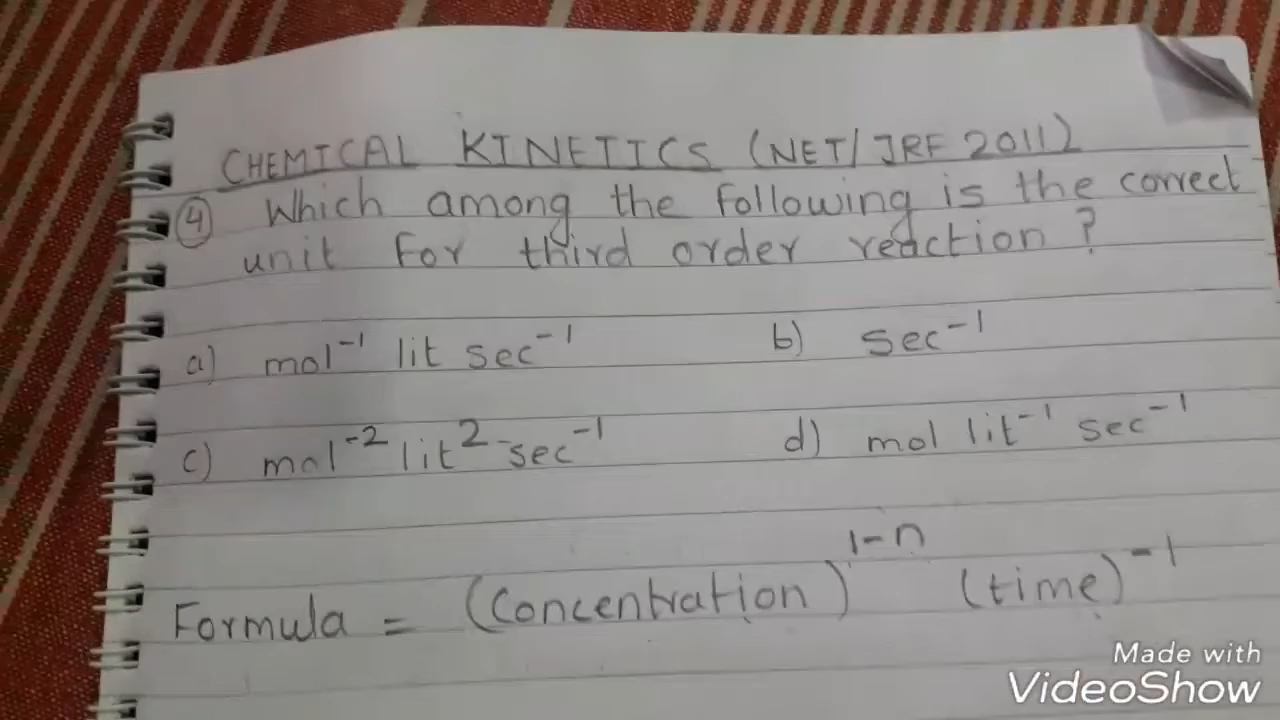 CHEMICAL KINETICS (NET/JRF 2011)
④ Which among the following is the correct
unit for third order reaction?
a) mol⁻¹ lit sec⁻¹ b) sec⁻¹
c) mol⁻² lit² sec⁻¹ d) mol lit⁻¹ sec⁻¹
Formula = (Concentration)¹⁻ⁿ (time)⁻¹
Made with
VideoShow